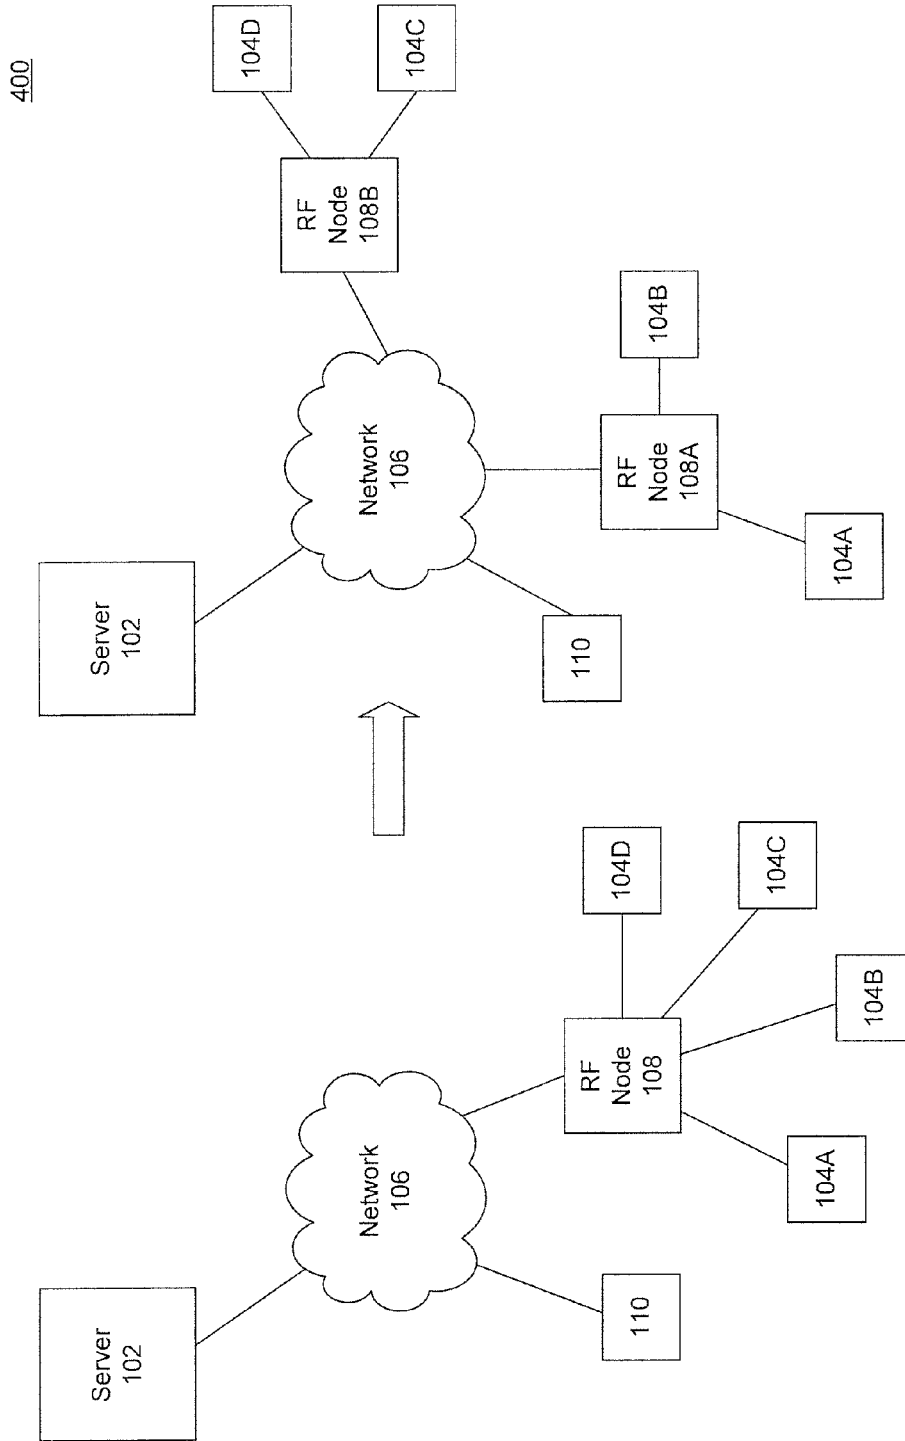 400
Server
102
Network
106
110
RF
Node
108
104A
104B
104C
104D
Server
102
Network
106
110
RF
Node
108A
104A
104B
RF
Node
108B
104D
104C